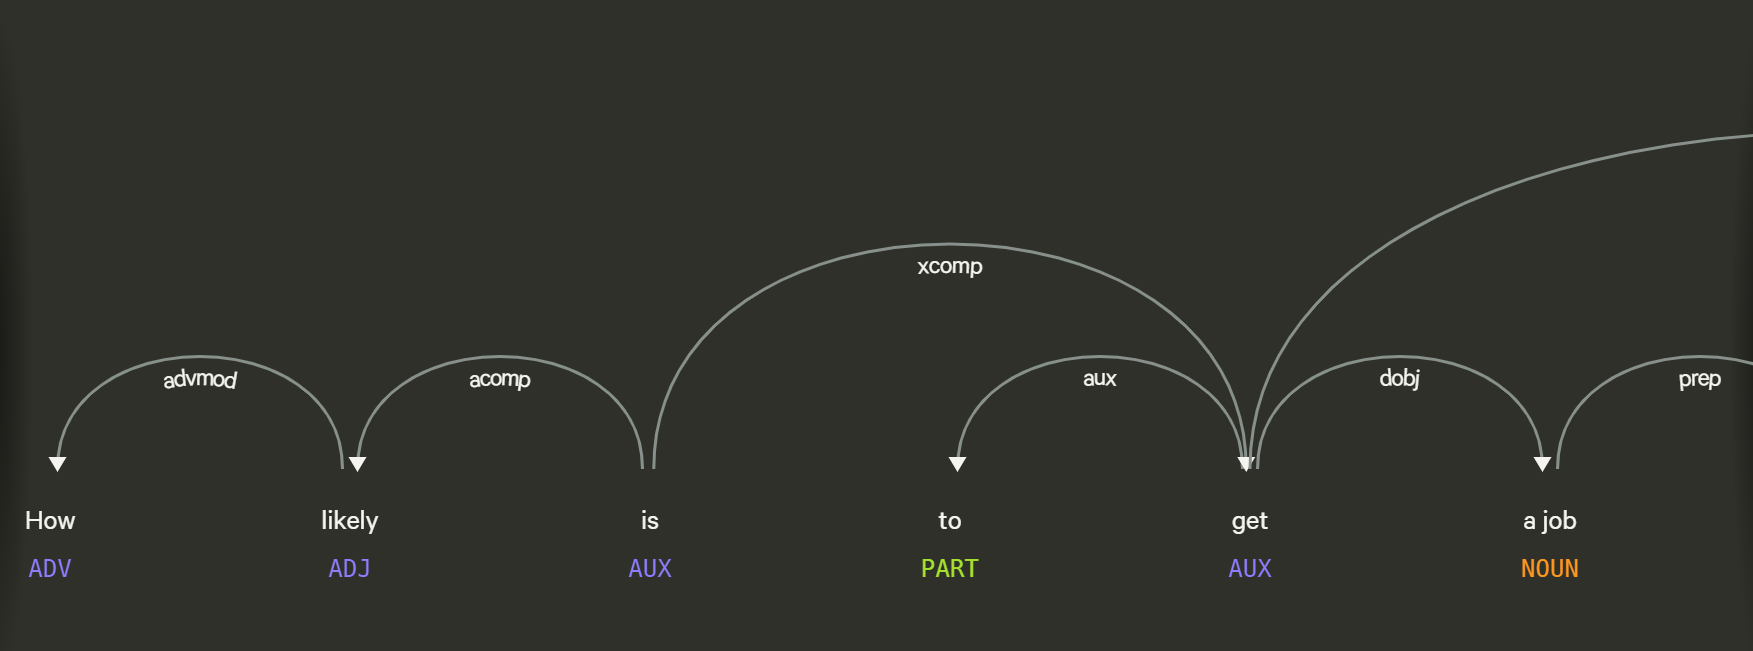 xcomp
advmod acomp aux dobj prep
How likely is to get a job
ADV ADJ AUX PART AUX NOUN